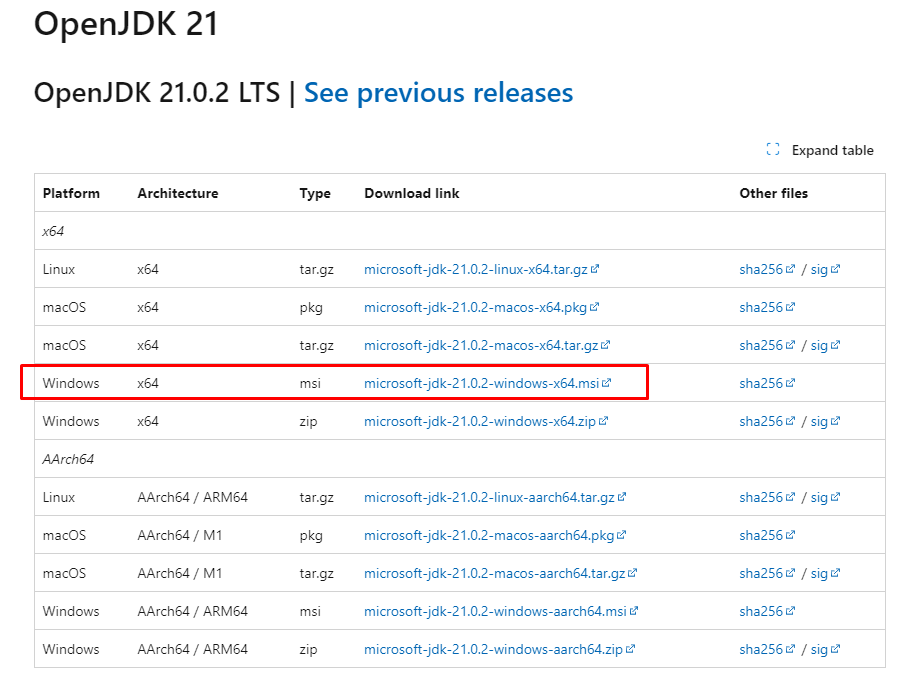 OpenJDK 21
OpenJDK 21.0.2 LTS | See previous releases
Expand table
Platform Architecture Type Download link Other files
x64
Linux x64 tar.gz microsoft-jdk-21.0.2-linux-x64.tar.gz sha256 / sig
macOS x64 pkg microsoft-jdk-21.0.2-macos-x64.pkg sha256
macOS x64 tar.gz microsoft-jdk-21.0.2-macos-x64.tar.gz sha256 / sig
Windows x64 msi microsoft-jdk-21.0.2-windows-x64.msi sha256
Windows x64 zip microsoft-jdk-21.0.2-windows-x64.zip sha256 / sig
AArch64
Linux AArch64 / ARM64 tar.gz microsoft-jdk-21.0.2-linux-aarch64.tar.gz sha256 / sig
macOS AArch64 / M1 pkg microsoft-jdk-21.0.2-macos-aarch64.pkg sha256
macOS AArch64 / M1 tar.gz microsoft-jdk-21.0.2-macos-aarch64.tar.gz sha256 / sig
Windows AArch64 / ARM64 msi microsoft-jdk-21.0.2-windows-aarch64.msi sha256
Windows AArch64 / ARM64 zip microsoft-jdk-21.0.2-windows-aarch64.zip sha256 / sig